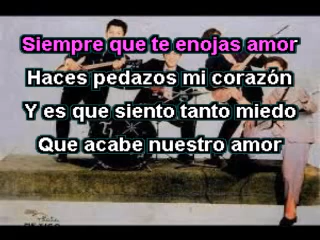 Siempre que te enojas amor
Haces pedazos mi corazón
Y es que siento tanto miedo
Que acabe nuestro amor